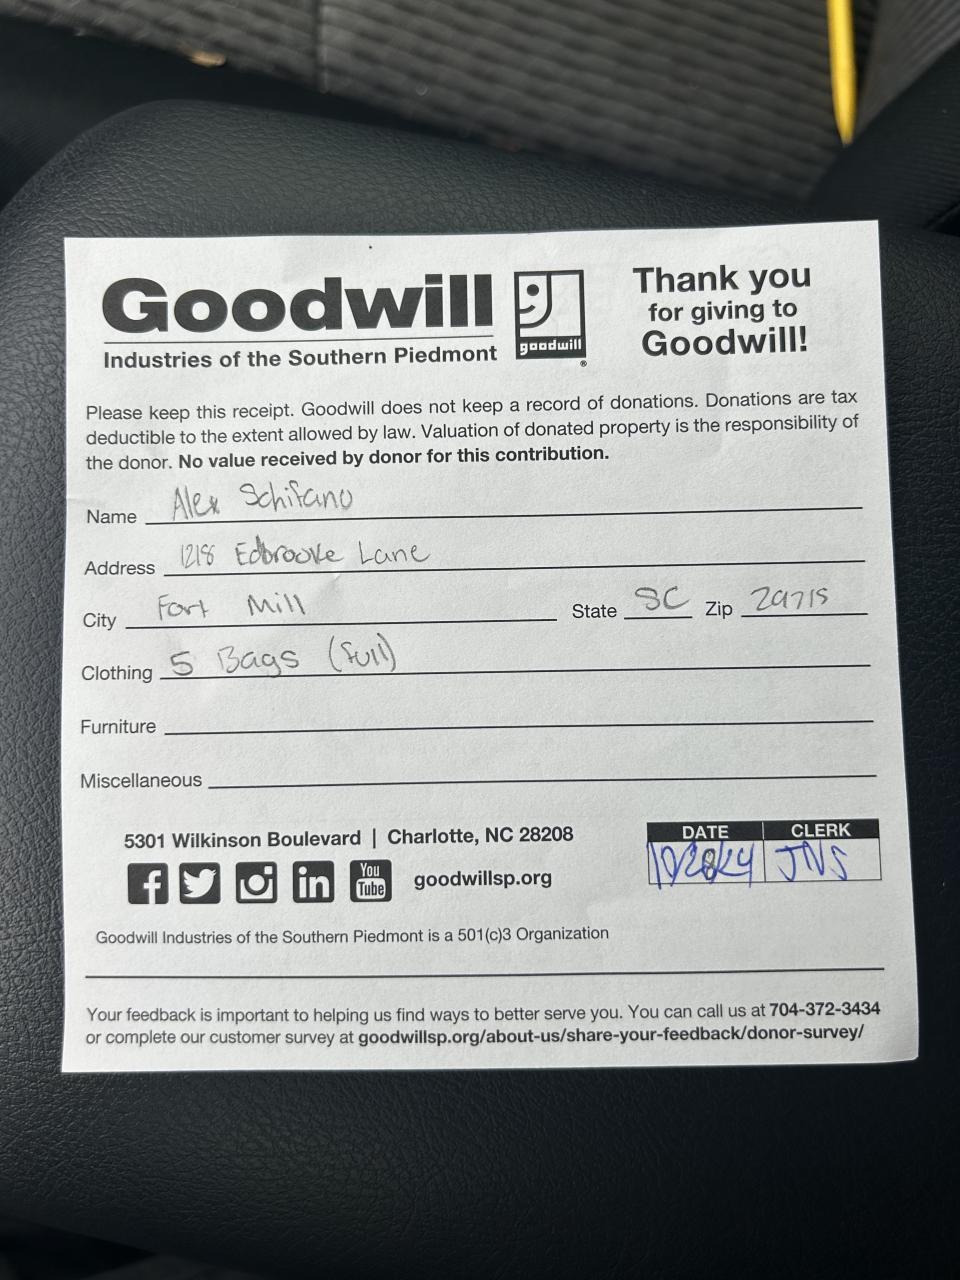 Goodwill
Industries of the Southern Piedmont
goodwill
®
Thank you
for giving to
Goodwill!
Please keep this receipt. Goodwill does not keep a record of donations. Donations are tax
deductible to the extent allowed by law. Valuation of donated property is the responsibility of
the donor. No value received by donor for this contribution.
Name Alex Schifano
Address 1218 Edbrooke Lane
City Fort Mill State SC Zip 29715
Clothing 5 Bags (full)
Furniture
Miscellaneous
5301 Wilkinson Boulevard | Charlotte, NC 28208
DATE CLERK
JNS
You
Tube
goodwillsp.org
Goodwill Industries of the Southern Piedmont is a 501(c)3 Organization
Your feedback is important to helping us find ways to better serve you. You can call us at 704-372-3434
or complete our customer survey at goodwillsp.org/about-us/share-your-feedback/donor-survey/